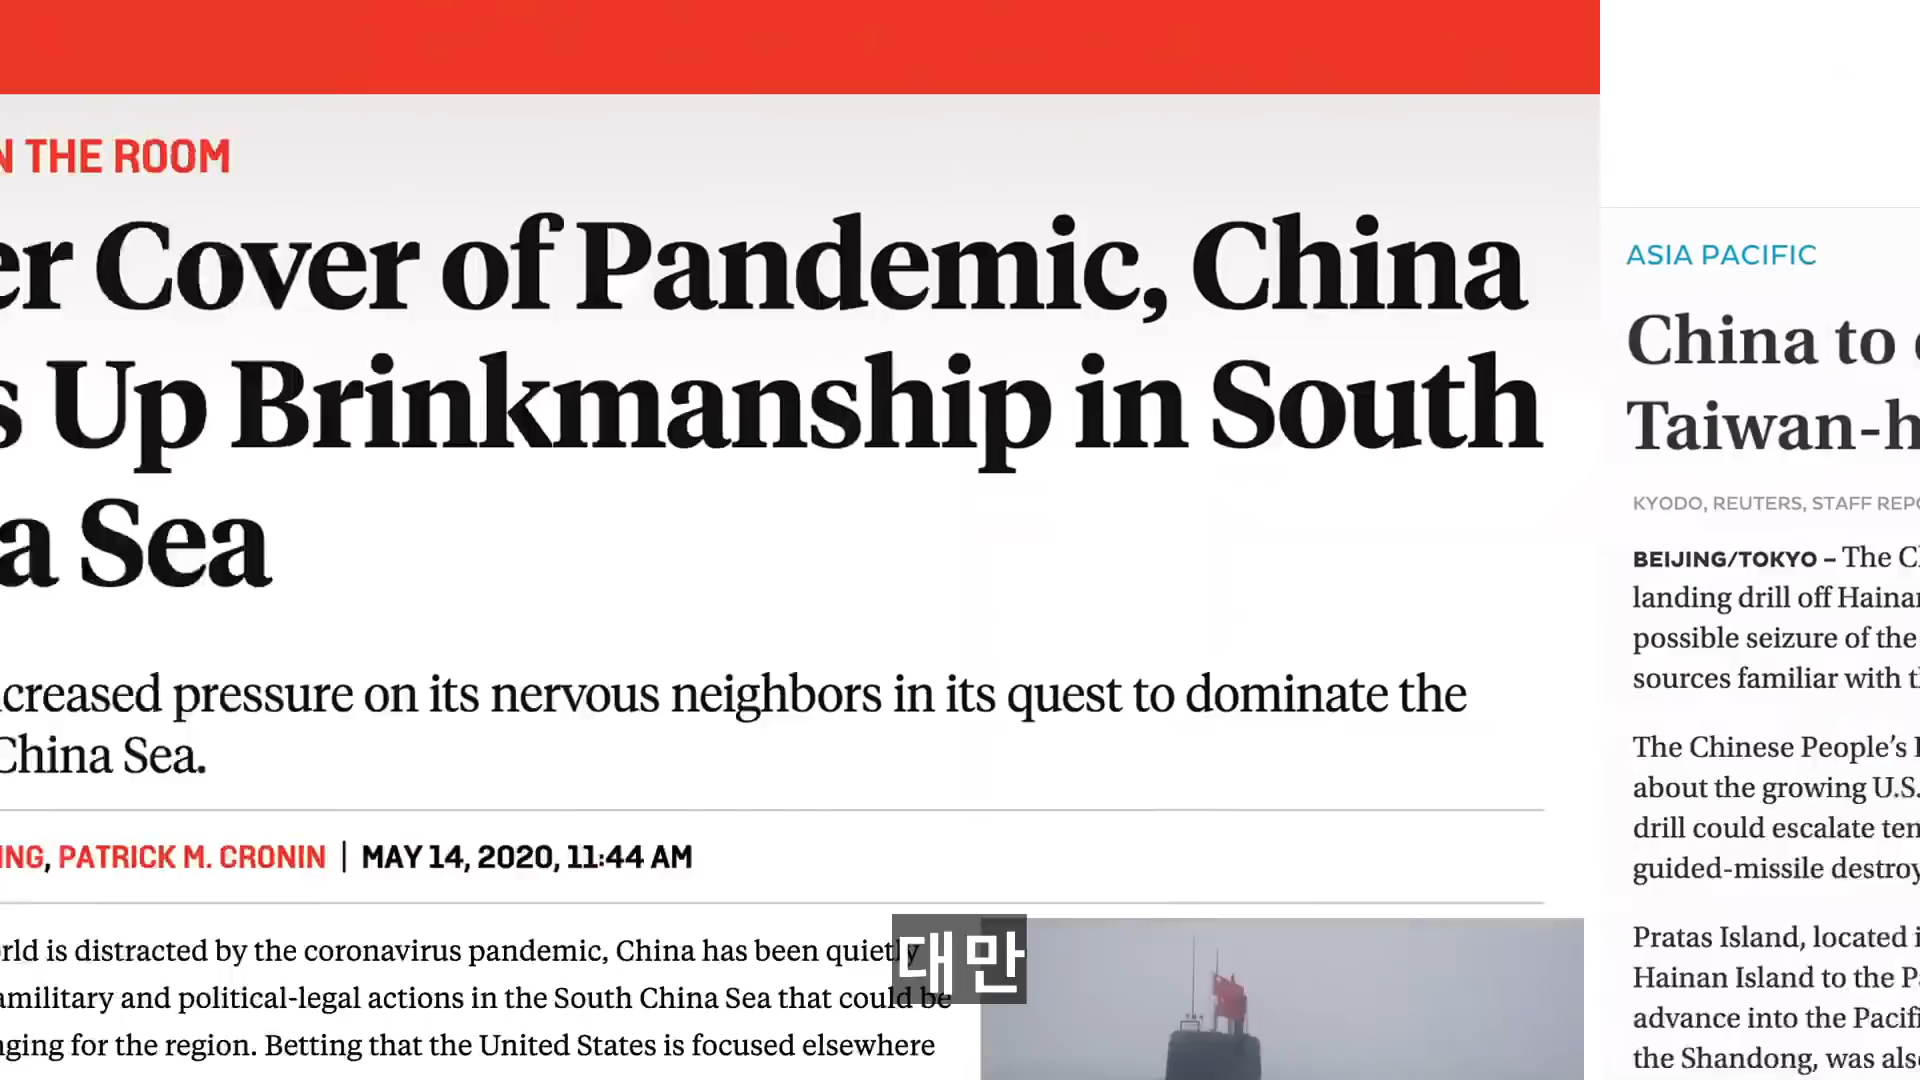 N THE ROOM
er Cover of Pandemic, China
s Up Brinkmanship in South
a Sea
creased pressure on its nervous neighbors in its quest to dominate the
China Sea.
ING, PATRICK M. CRONIN | MAY 14, 2020, 11:44 AM
rld is distracted by the coronavirus pandemic, China has been quietly
amilitary and political-legal actions in the South China Sea that could be
nging for the region. Betting that the United States is focused elsewhere
대만
ASIA PACIFIC
China to
Taiwan-h
KYODO, REUTERS, STAFF REPO
BEIJING/TOKYO – The C
landing drill off Haina
possible seizure of the
sources familiar with t
The Chinese People’s
about the growing U.S.
drill could escalate ten
guided-missile destroy
Pratas Island, located i
Hainan Island to the Pa
advance into the Pacifi
the Shandong, was als